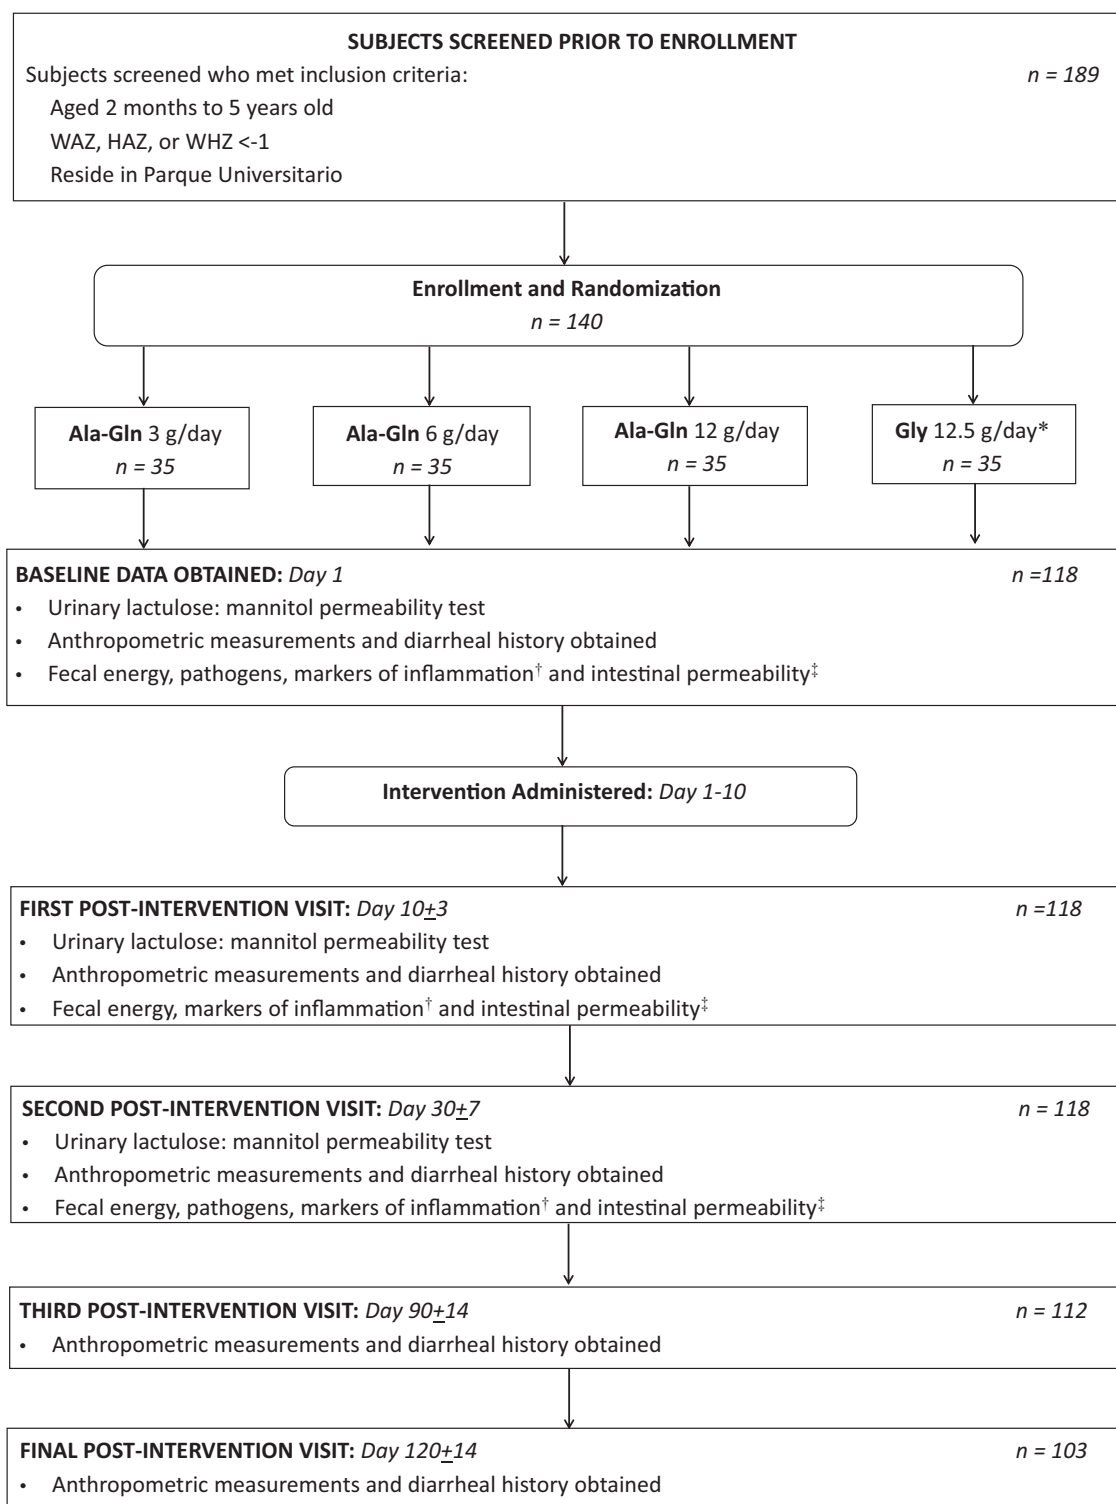 SUBJECTS SCREENED PRIOR TO ENROLLMENT
Subjects screened who met inclusion criteria: n = 189
Aged 2 months to 5 years old
WAZ, HAZ, or WHZ <-1
Reside in Parque Universitario
Enrollment and Randomization
n = 140
Ala-Gln 3 g/day
n = 35
Ala-Gln 6 g/day
n = 35
Ala-Gln 12 g/day
n = 35
Gly 12.5 g/day*
n = 35
BASELINE DATA OBTAINED: Day 1 n =118
• Urinary lactulose: mannitol permeability test
• Anthropometric measurements and diarrheal history obtained
• Fecal energy, pathogens, markers of inflammation† and intestinal permeability‡
Intervention Administered: Day 1-10
FIRST POST-INTERVENTION VISIT: Day 10±3 n =118
• Urinary lactulose: mannitol permeability test
• Anthropometric measurements and diarrheal history obtained
• Fecal energy, markers of inflammation† and intestinal permeability‡
SECOND POST-INTERVENTION VISIT: Day 30±7 n = 118
• Urinary lactulose: mannitol permeability test
• Anthropometric measurements and diarrheal history obtained
• Fecal energy, pathogens, markers of inflammation† and intestinal permeability‡
THIRD POST-INTERVENTION VISIT: Day 90±14 n = 112
• Anthropometric measurements and diarrheal history obtained
FINAL POST-INTERVENTION VISIT: Day 120±14 n = 103
• Anthropometric measurements and diarrheal history obtained